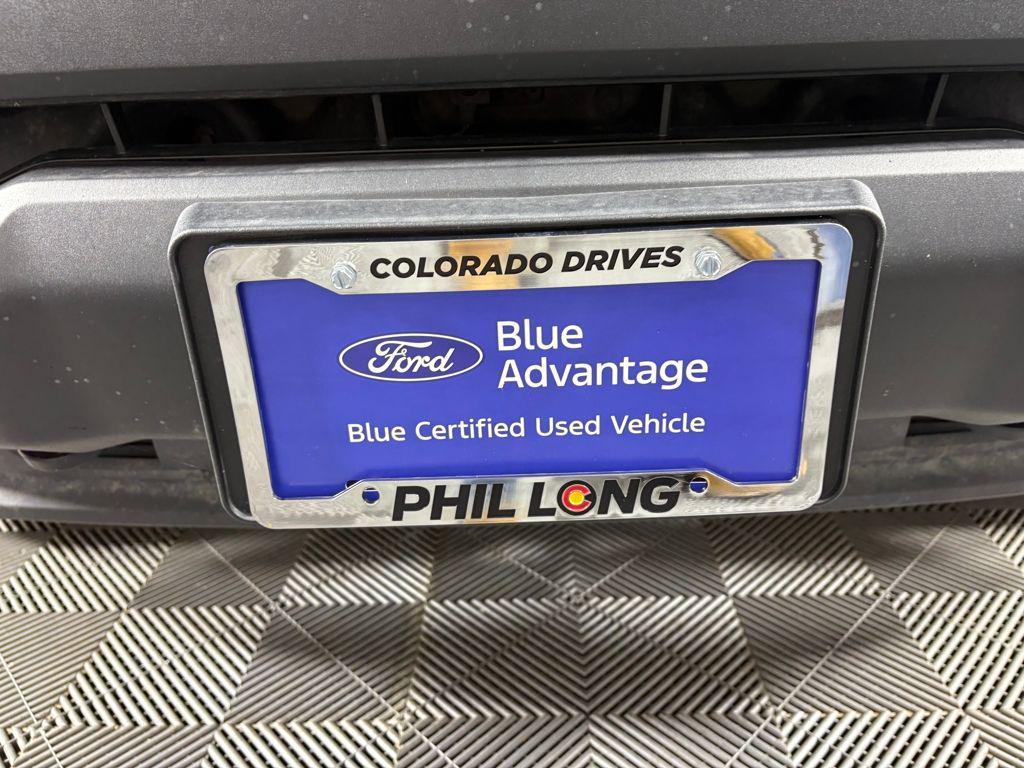 COLORADO DRIVES
Ford
Blue
Advantage
Blue Certified Used Vehicle
PHIL LONG